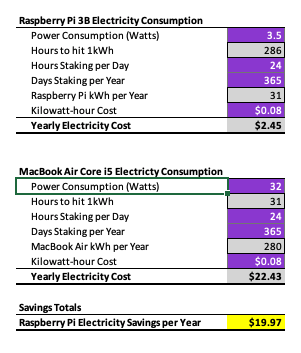 Raspberry Pi 3B Electricity Consumption
Power Consumption (Watts) 3.5
Hours to hit 1kWh 286
Hours Staking per Day 24
Days Staking per Year 365
Raspberry Pi kWh per Year 31
Kilowatt-hour Cost $0.08
Yearly Electricity Cost $2.45
MacBook Air Core i5 Electricty Consumption
Power Consumption (Watts) 32
Hours to hit 1kWh 31
Hours Staking per Day 24
Days Staking per Year 365
MacBook Air kWh per Year 280
Kilowatt-hour Cost $0.08
Yearly Electricity Cost $22.43
Savings Totals
Raspberry Pi Electricity Savings per Year $19.97